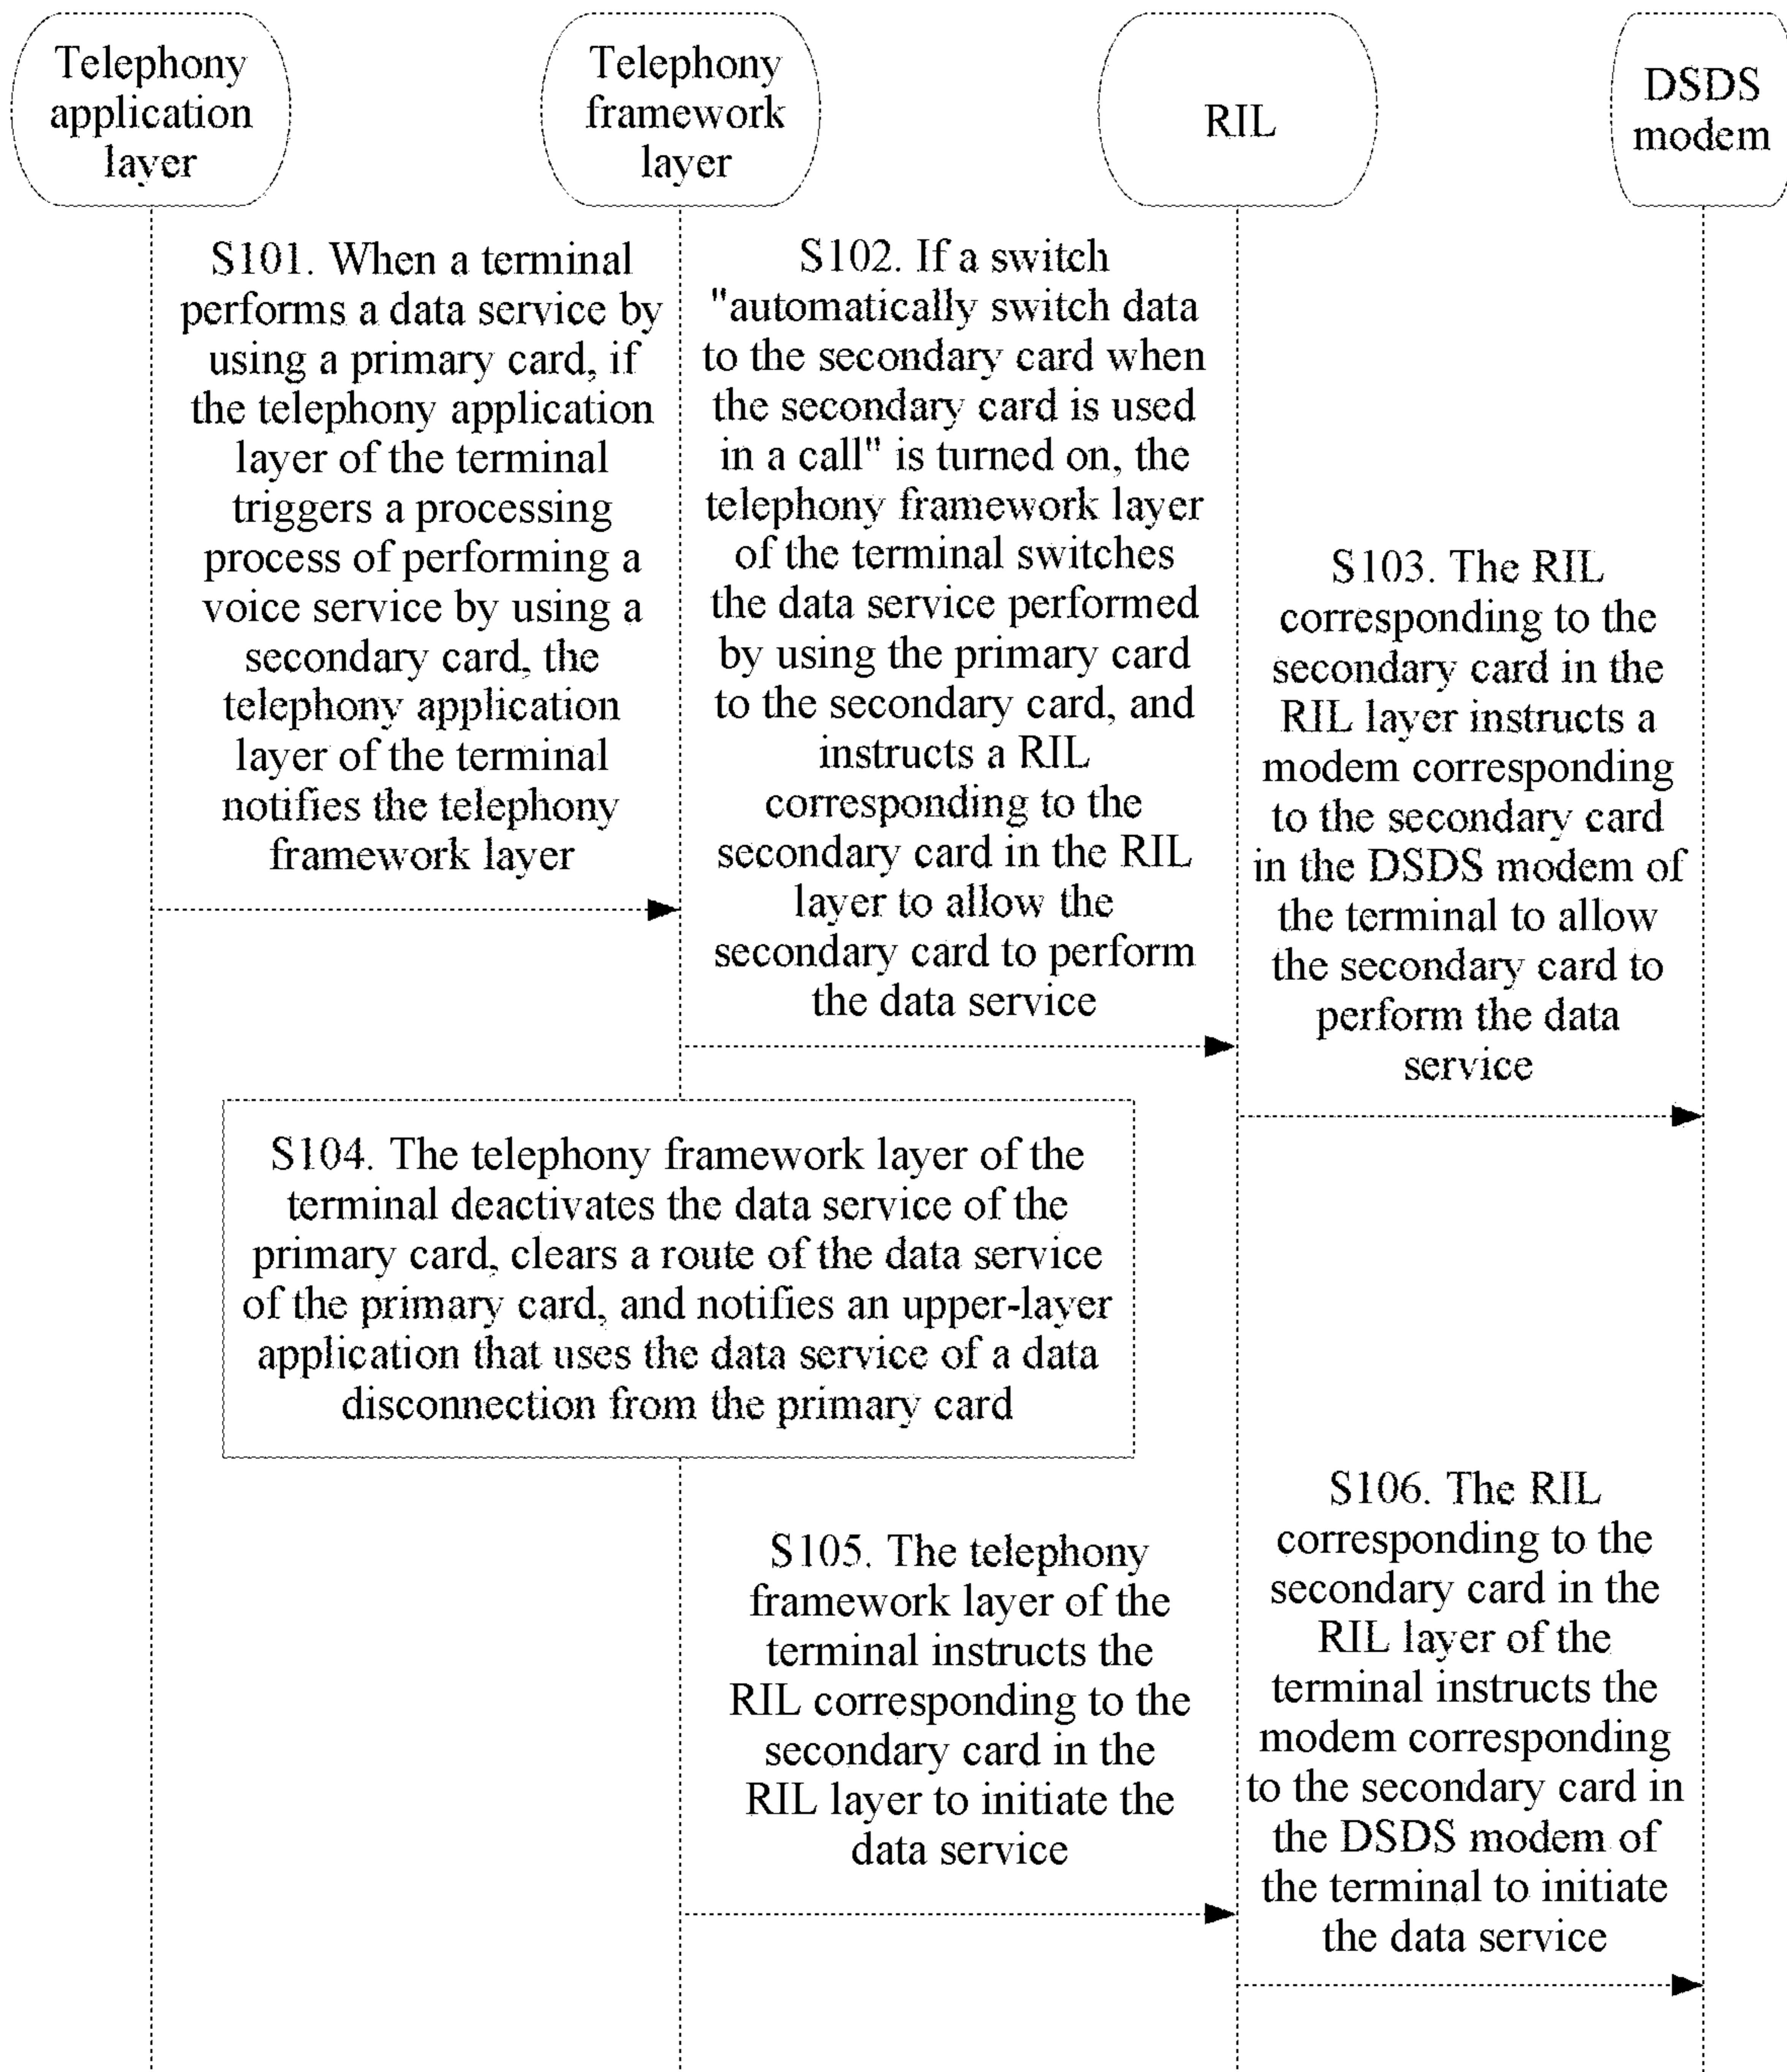 Telephony
application
layer
Telephony
framework
layer
RIL
DSDS
modem
S101. When a terminal
performs a data service by
using a primary card, if
the telephony application
layer of the terminal
triggers a processing
process of performing a
voice service by using a
secondary card, the
telephony application
layer of the terminal
notifies the telephony
framework layer
S102. If a switch
"automatically switch data
to the secondary card when
the secondary card is used
in a call" is turned on, the
telephony framework layer
of the terminal switches
the data service performed
by using the primary card
to the secondary card, and
instructs a RIL
corresponding to the
secondary card in the RIL
layer to allow the
secondary card to perform
the data service
S103. The RIL
corresponding to the
secondary card in the
RIL layer instructs a
modem corresponding
to the secondary card
in the DSDS modem of
the terminal to allow
the secondary card to
perform the data
service
S104. The telephony framework layer of the
terminal deactivates the data service of the
primary card, clears a route of the data service
of the primary card, and notifies an upper-layer
application that uses the data service of a data
disconnection from the primary card
S105. The telephony
framework layer of the
terminal instructs the
RIL corresponding to the
secondary card in the
RIL layer to initiate the
data service
S106. The RIL
corresponding to the
secondary card in the
RIL layer of the
terminal instructs the
modem corresponding
to the secondary card in
the DSDS modem of
the terminal to initiate
the data service